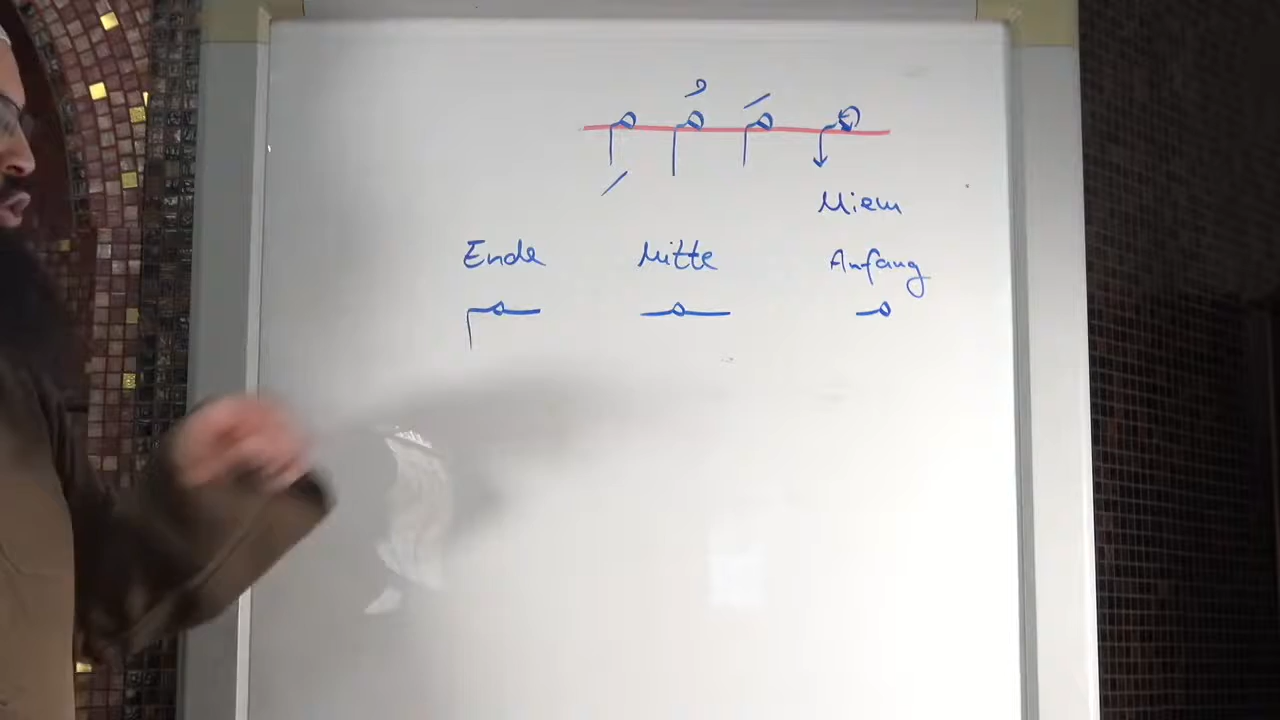 مِ مُ مَ م
Miem
Ende Mitte Anfang
ـم ـمـ مـ